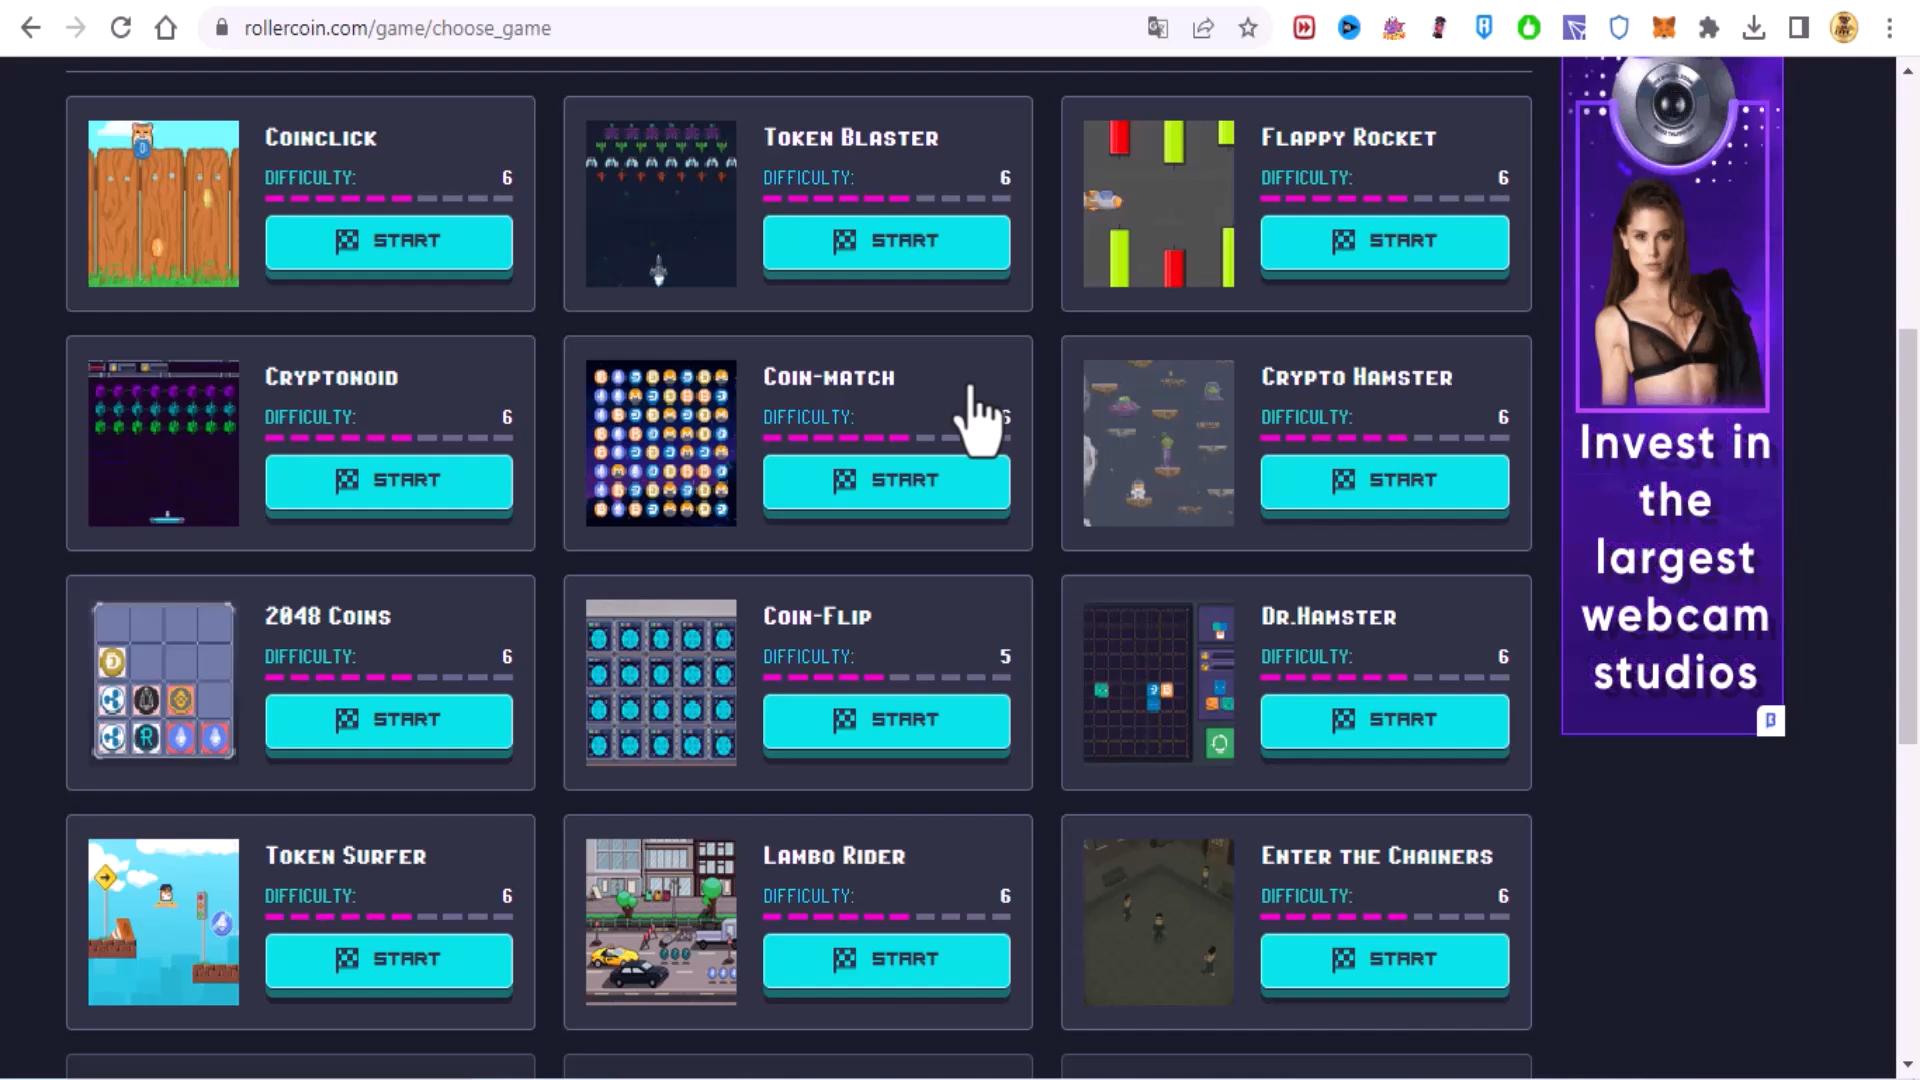 rollercoin.com/game/choose_game
COINCLICK
DIFFICULTY: 6
START
TOKEN BLASTER
DIFFICULTY: 6
START
FLAPPY ROCKET
DIFFICULTY: 6
START
CRYPTONOID
DIFFICULTY: 6
START
COIN-MATCH
DIFFICULTY: 6
START
CRYPTO HAMSTER
DIFFICULTY: 6
START
2048 COINS
DIFFICULTY: 6
START
COIN-FLIP
DIFFICULTY: 5
START
DR.HAMSTER
DIFFICULTY: 6
START
TOKEN SURFER
DIFFICULTY: 6
START
LAMBO RIDER
DIFFICULTY: 6
START
ENTER THE CHAINERS
DIFFICULTY: 6
START
Invest in
the
largest
webcam
studios